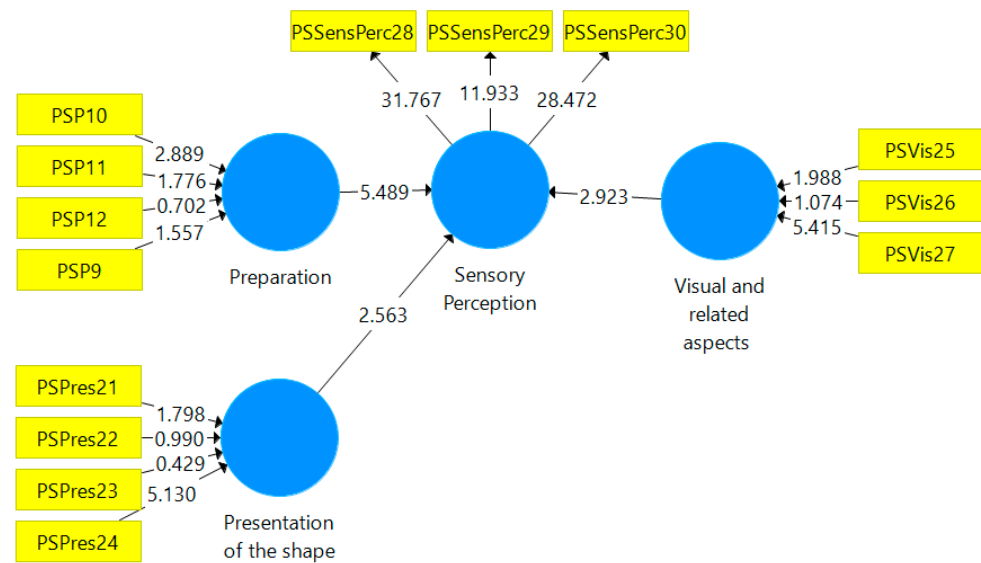 PSSensPerc28
PSSensPerc29
PSSensPerc30
31.767
11.933
28.472
PSP10
PSP11
PSP12
PSP9
2.889
1.776
0.702
1.557
Preparation
5.489
Sensory
Perception
2.923
Visual and
related
aspects
1.988
1.074
5.415
PSVis25
PSVis26
PSVis27
2.563
PSPres21
PSPres22
PSPres23
PSPres24
1.798
0.990
0.429
5.130
Presentation
of the shape